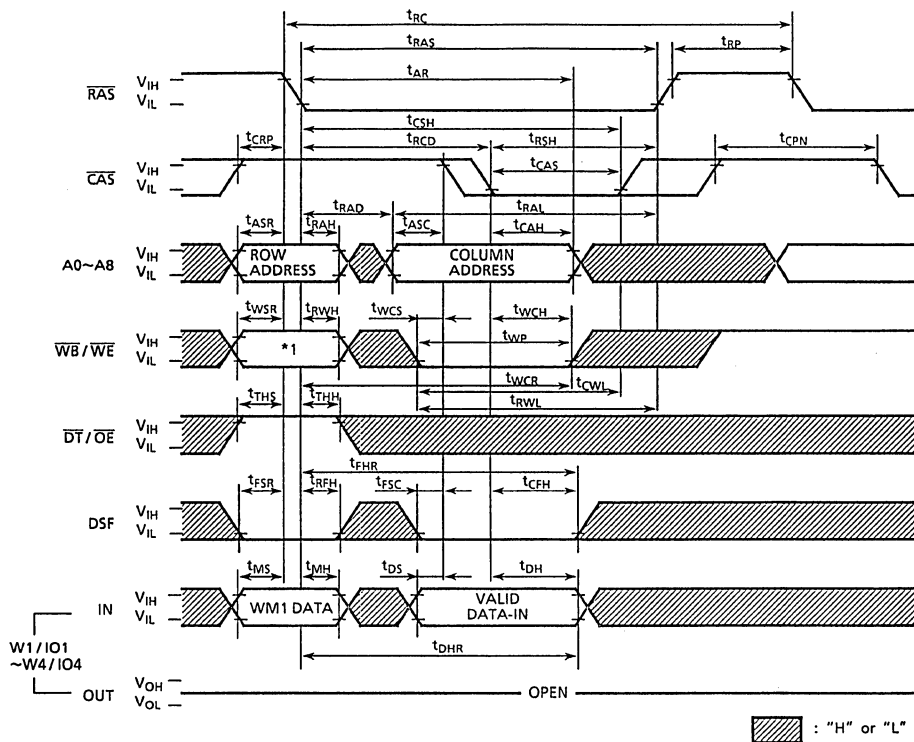 tRC
tRAS
tRP
tAR
RAS
VIH
VIL
tCSH
tCRP
tRCD
tRSH
tCPN
CAS
VIH
VIL
tCAS
tRAD
tRAL
tASR
tRAH
tASC
tCAH
A0~A8
VIH
VIL
ROW ADDRESS
COLUMN ADDRESS
tWSR
tRWH
tWCS
tWCH
WB/WE
VIH
VIL
*1
tWP
tWCR
tCWL
tRWL
tTHS
tTHH
DT/OE
VIH
VIL
tFHR
tFSR
tRFH
tFSC
tCFH
DSF
VIH
VIL
tMS
tMH
tDS
tDH
IN
VIH
VIL
WM1 DATA
VALID DATA-IN
W1/IO1
~W4/IO4
tDHR
OUT
VOH
VOL
OPEN
: "H" or "L"